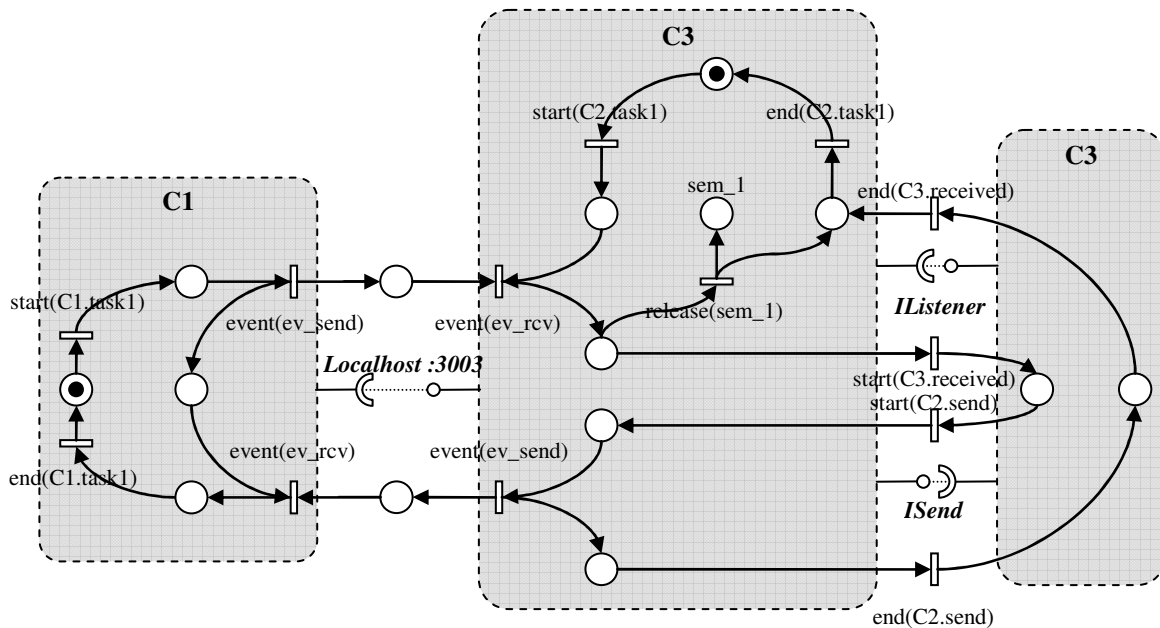 C3
start(C2.task1)
end(C2.task1)
C3
C1
sem_1
end(C3.received)
start(C1.task1)
event(ev_send)
event(ev_rcv)
release(sem_1)
IListener
Localhost :3003
start(C3.received)
start(C2.send)
end(C1.task1)
event(ev_rcv)
event(ev_send)
ISend
end(C2.send)